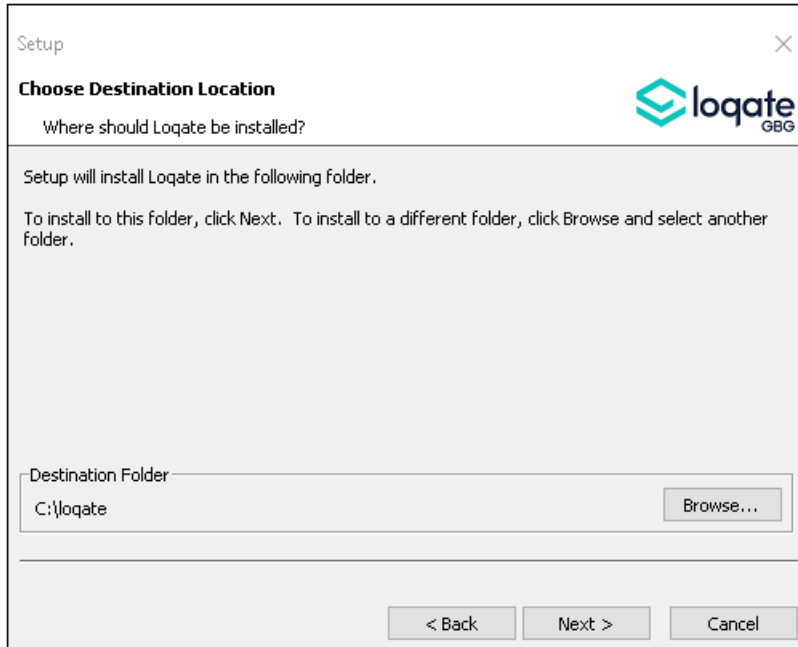 Setup
Choose Destination Location
Where should Loqate be installed?
loqate
GBG
Setup will install Loqate in the following folder.
To install to this folder, click Next.  To install to a different folder, click Browse and select another
folder.
Destination Folder
C:\loqate
Browse...
< Back
Next >
Cancel